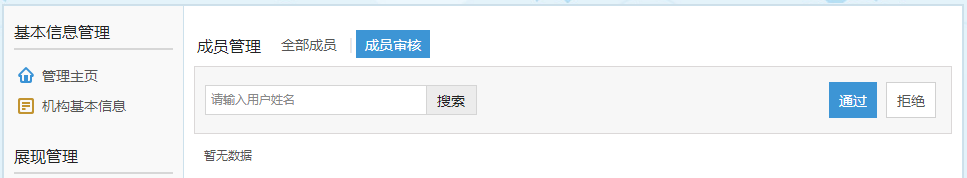 基本信息管理
管理主页
机构基本信息
展现管理
成员管理 全部成员 成员审核
请输入用户姓名 搜索 通过 拒绝
暂无数据